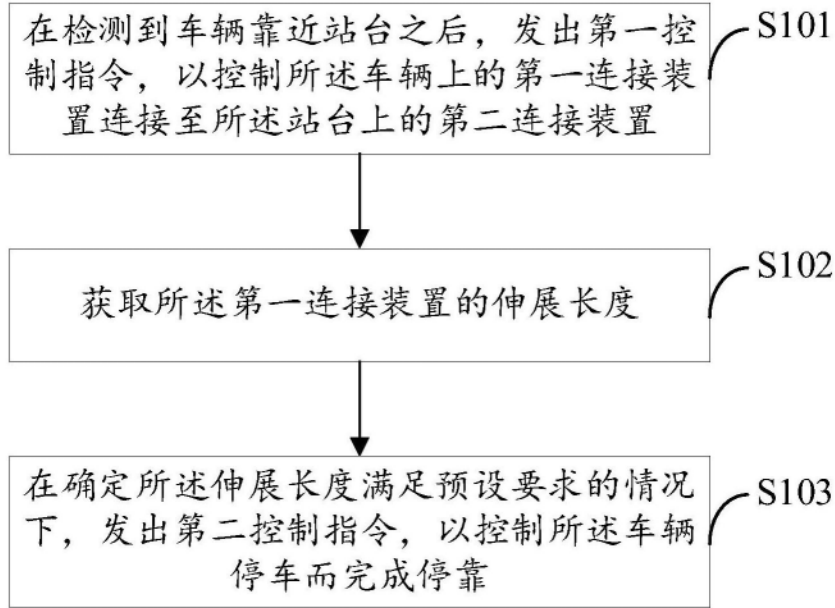 在检测到车辆靠近站台之后，发出第一控
制指令，以控制所述车辆上的第一连接装
置连接至所述站台上的第二连接装置
S101
获取所述第一连接装置的伸展长度
S102
在确定所述伸展长度满足预设要求的情况
下，发出第二控制指令，以控制所述车辆
停车而完成停靠
S103